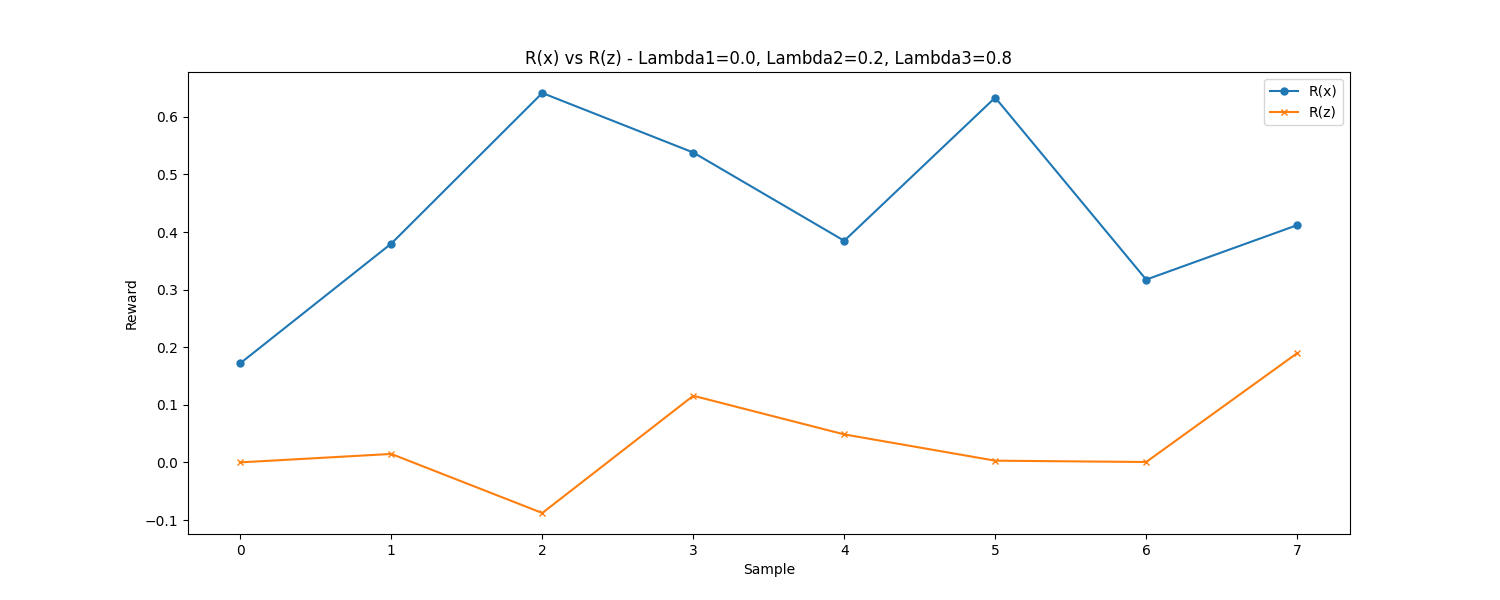 R(x) vs R(z) - Lambda1=0.0, Lambda2=0.2, Lambda3=0.8
R(x)
R(z)
0.6
0.5
0.4
0.3
0.2
0.1
0.0
−0.1
Reward
0 1 2 3 4 5 6 7
Sample